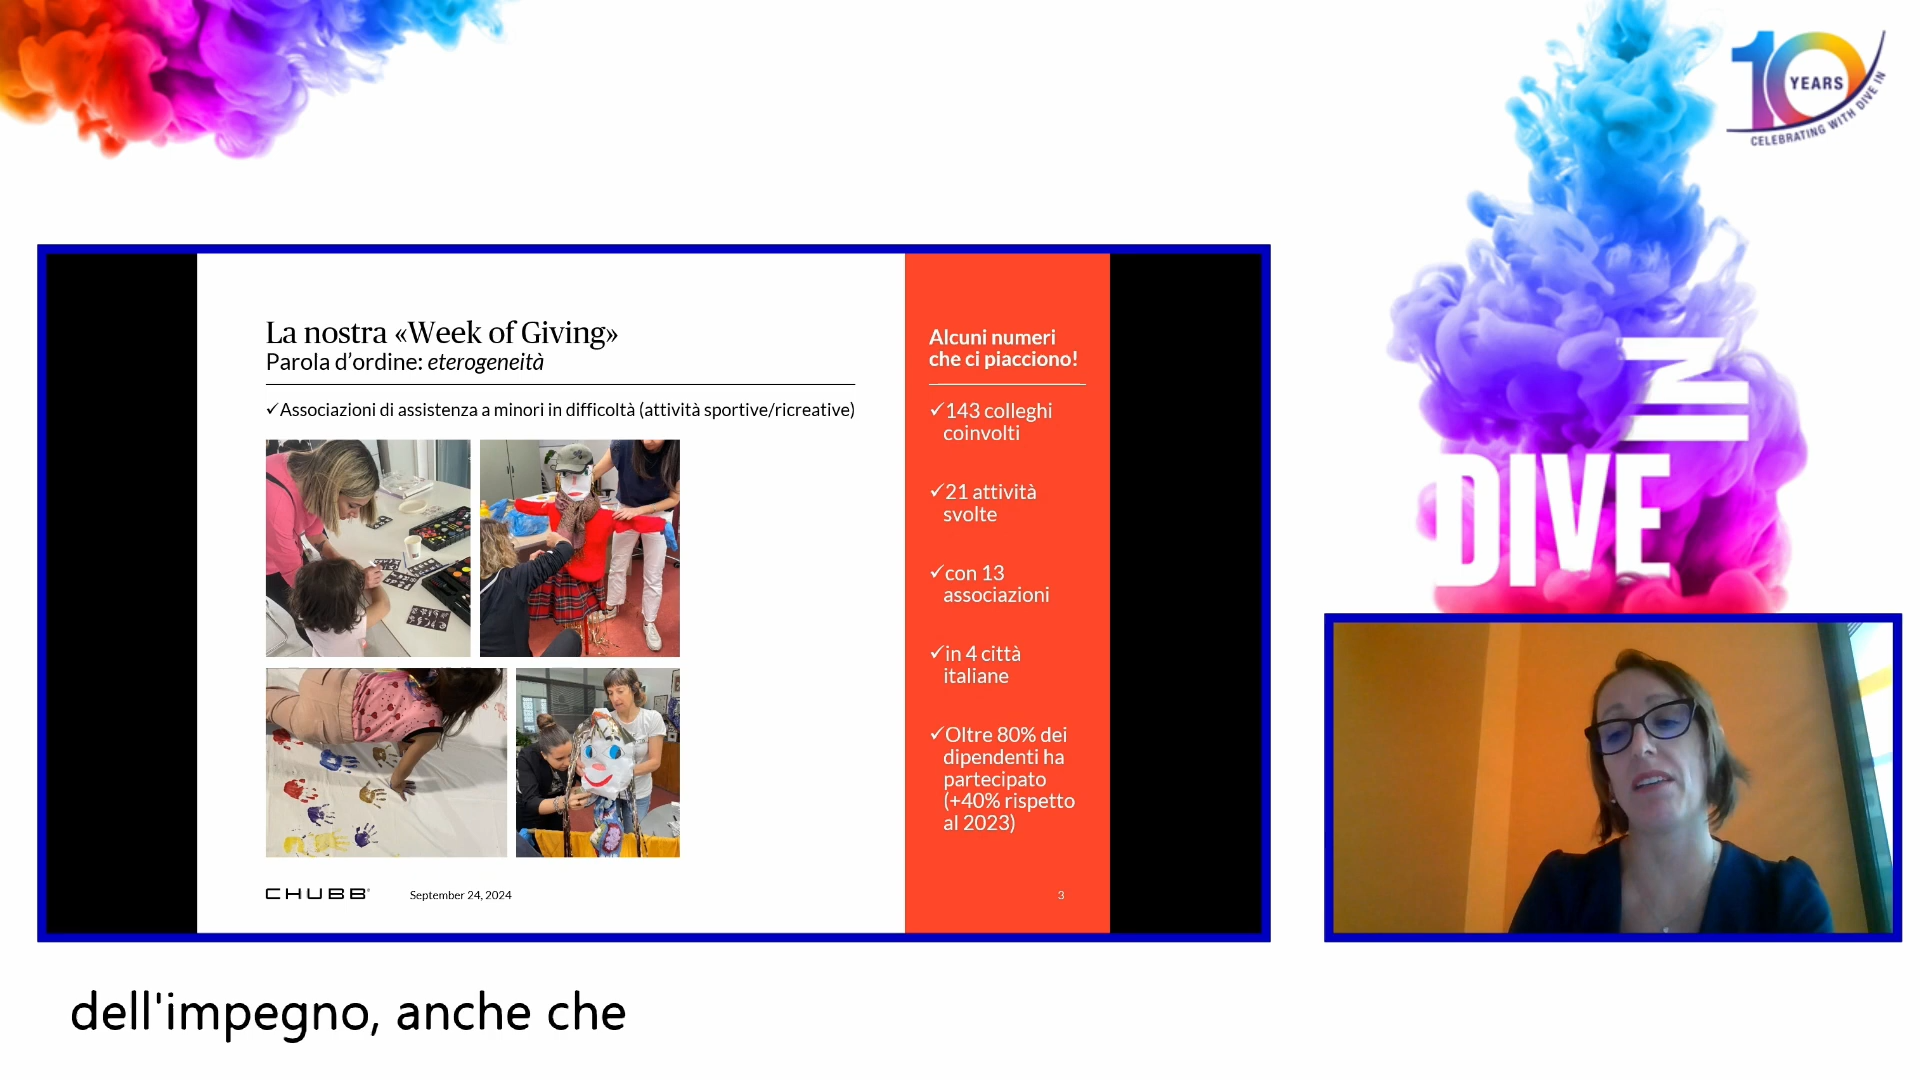 10 YEARS
CELEBRATING WITH DIVE IN
La nostra «Week of Giving»
Parola d'ordine: eterogeneità
✓Associazioni di assistenza a minori in difficoltà (attività sportive/ricreative)
Alcuni numeri
che ci piacciono!
✓143 colleghi
coinvolti
✓21 attività
svolte
✓con 13
associazioni
✓in 4 città
italiane
✓Oltre 80% dei
dipendenti ha
partecipato
(+40% rispetto
al 2023)
CHUBB®
September 24, 2024
3
DIVE IN
dell'impegno, anche che